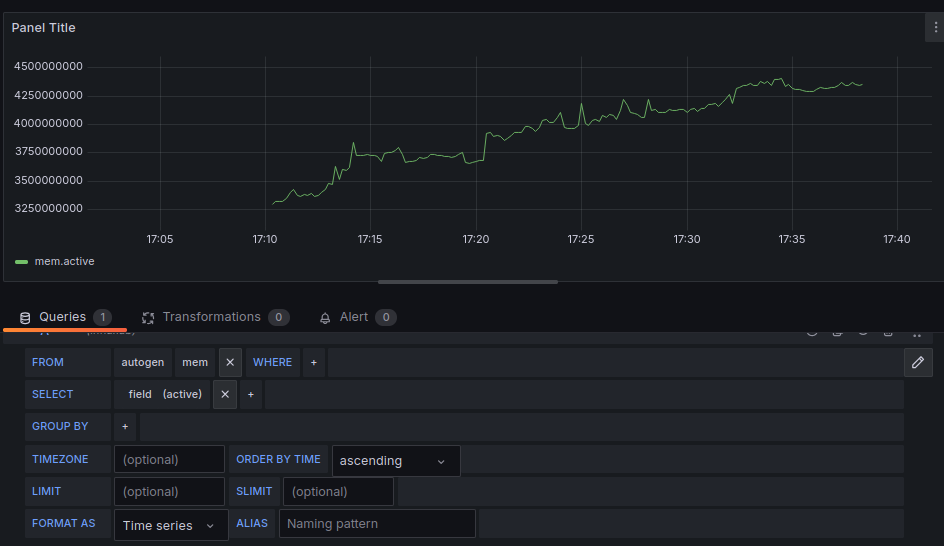 Panel Title
4500000000
4250000000
4000000000
3750000000
3500000000
3250000000
17:05 17:10 17:15 17:20 17:25 17:30 17:35 17:40
mem.active
Queries 1 Transformations 0 Alert 0
FROM autogen mem × WHERE +
SELECT field (active) × +
GROUP BY +
TIMEZONE (optional) ORDER BY TIME ascending
LIMIT (optional) SLIMIT (optional)
FORMAT AS Time series ALIAS Naming pattern